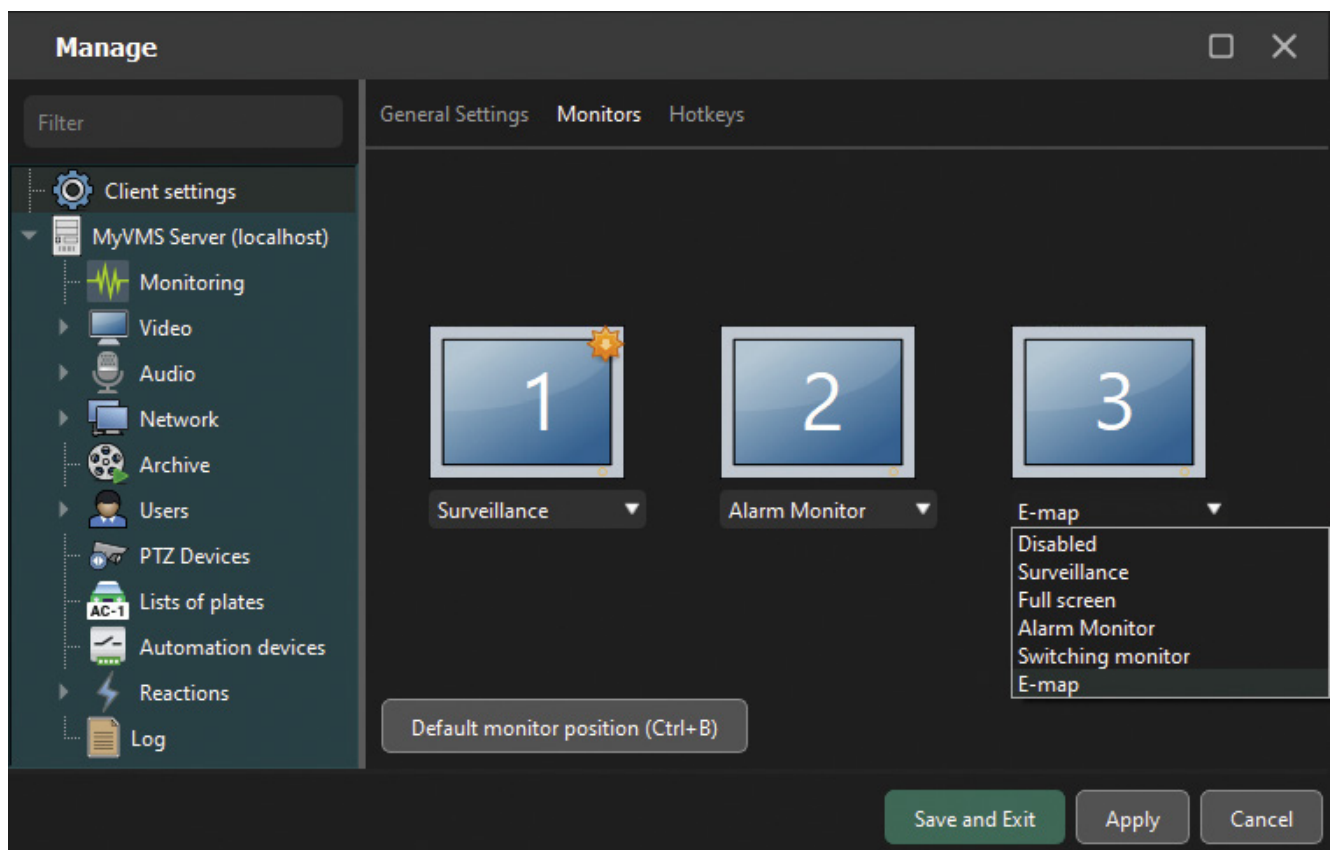 Manage
Filter
General Settings Monitors Hotkeys
Client settings
MyVMS Server (localhost)
Monitoring
Video
Audio
Network
Archive
Users
PTZ Devices
AC-1 Lists of plates
Automation devices
Reactions
Log
1 2 3
Surveillance Alarm Monitor E-map
Disabled
Surveillance
Full screen
Alarm Monitor
Switching monitor
E-map
Default monitor position (Ctrl+B)
Save and Exit Apply Cancel